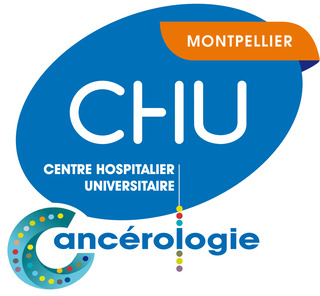 MONTPELLIER
CHU
CENTRE HOSPITALIER
UNIVERSITAIRE
Cancérologie